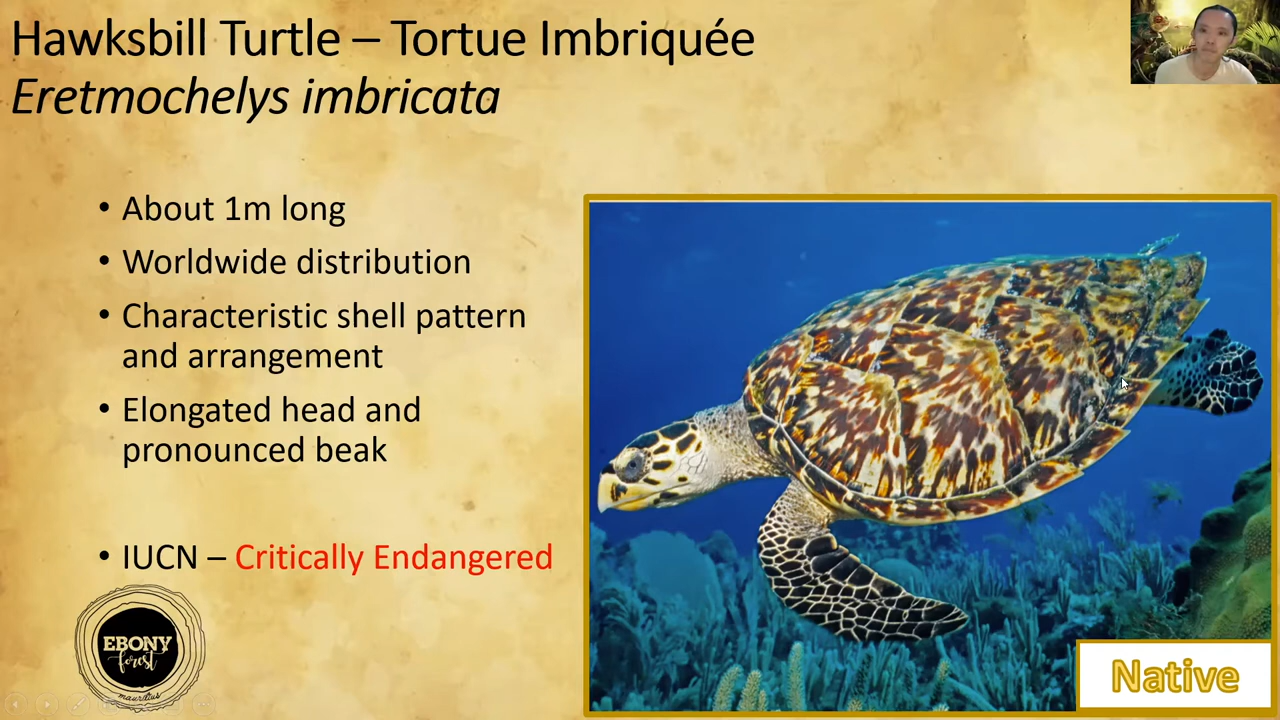 Hawksbill Turtle – Tortue Imbriquée
Eretmochelys imbricata
• About 1m long
• Worldwide distribution
• Characteristic shell pattern
and arrangement
• Elongated head and
pronounced beak
• IUCN – Critically Endangered
EBONY
forest
mauritius
Native